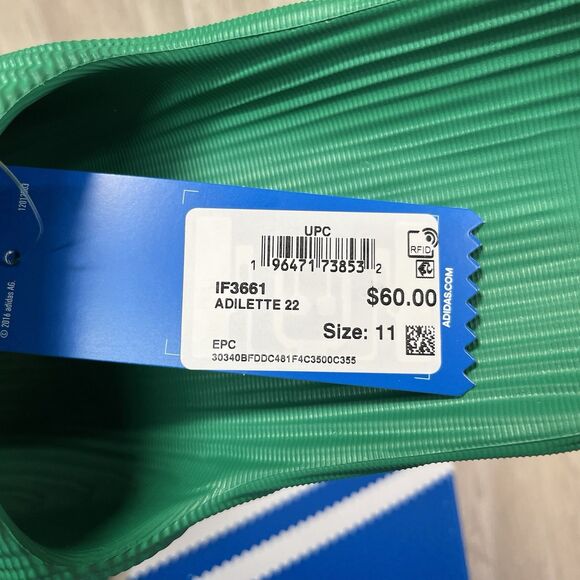 UPC
1 96471 73853 2
RFID
IF3661
ADILETTE 22
$60.00
Size: 11
EPC
30340BFDDC481F4C3500C355
ADIDAS.COM
© 2016 adidas AG.